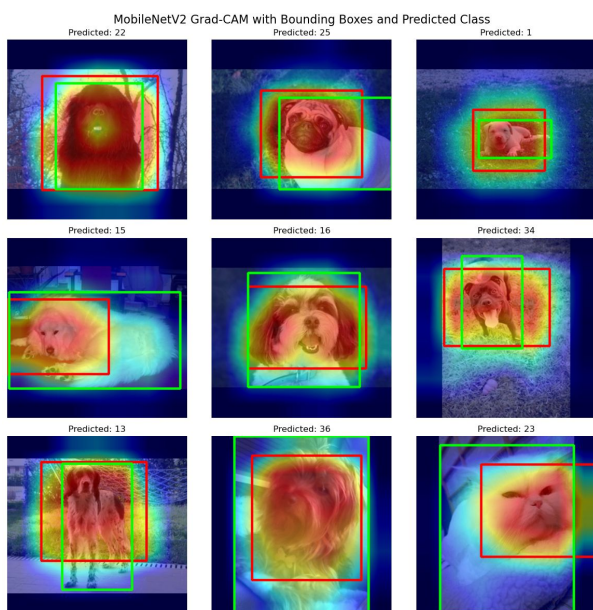 MobileNetV2 Grad-CAM with Bounding Boxes and Predicted Class
Predicted: 22
Predicted: 25
Predicted: 1
Predicted: 15
Predicted: 16
Predicted: 34
Predicted: 13
Predicted: 36
Predicted: 23